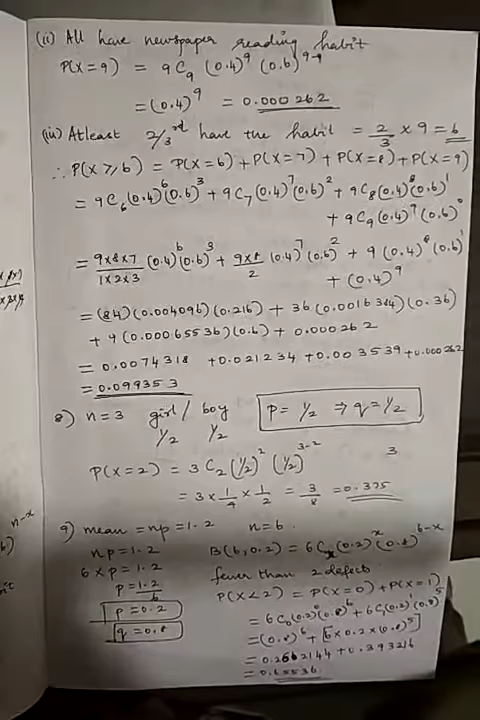 (ii) All have newspaper reading habit
P(X=9) = 9C₉ (0.4)⁹ (0.6)⁹⁻⁹
= (0.4)⁹ = 0.000262
(iii) Atleast 2/3ʳᵈ have the habit = 2/3 × 9 = 6
∴ P(X ≥ 6) = P(X=6) + P(X=7) + P(X=8) + P(X=9)
= 9C₆(0.4)⁶(0.6)³ + 9C₇(0.4)⁷(0.6)² + 9C₈(0.4)⁸(0.6)¹
+ 9C₉(0.4)⁹(0.6)⁰
= 9×8×7/1×2×3 (0.4)⁶(0.6)³ + 9×8/2 (0.4)⁷(0.6)² + 9(0.4)⁸(0.6)¹
+ (0.4)⁹
= (84)(0.004096)(0.216) + 36(0.0016384)(0.36)
+ 9(0.00065536)(0.6) + 0.000262
= 0.0074318 + 0.021234 + 0.003539 + 0.000262
= 0.099353
8) n=3 girl / boy P = ½ ⇒ q = ½
½ ½
P(X=2) = 3C₂(½)²(½)³⁻² 3
= 3 × ¼ × ½ = 3/8 = 0.375
9) mean = np = 1.2 n=6.
np = 1.2 B(6,0.2) = 6Cₓ(0.2)ˣ(0.8)⁶⁻ˣ
6 × p = 1.2 fewer than 2 defects
p = 1.2/6 P(X<2) = P(X=0) + P(X=1)
p = 0.2 = 6C₀(0.2)⁰(0.8)⁶ + 6C₁(0.2)¹(0.8)⁵
q = 0.8 = (0.8)⁶ + [6 × 0.2 × (0.8)⁵]
= 0.262144 + 0.393216
= 0.65536